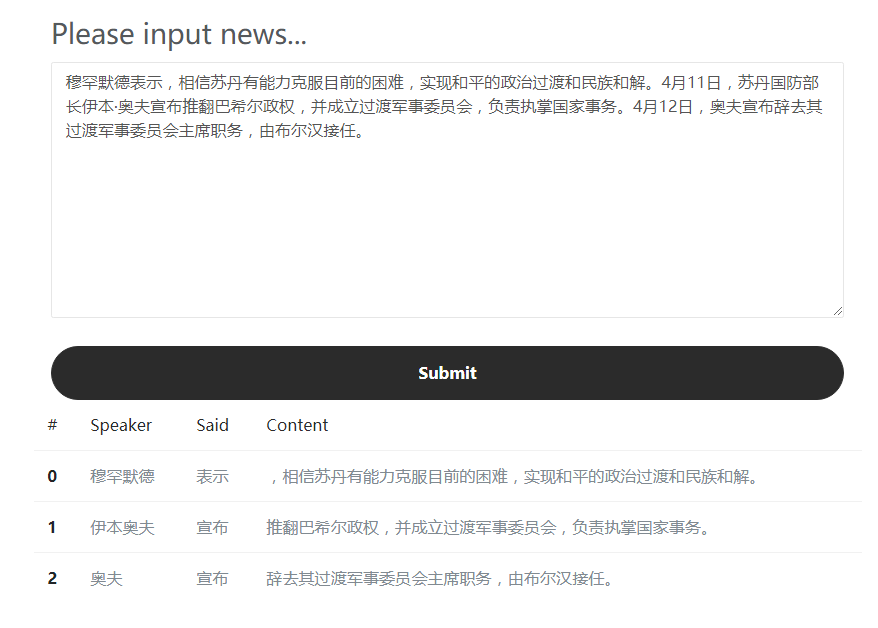 Please input news...
穆罕默德表示，相信苏丹有能力克服目前的困难，实现和平的政治过渡和民族和解。4月11日，苏丹国防部
长伊本·奥夫宣布推翻巴希尔政权，并成立过渡军事委员会，负责执掌国家事务。4月12日，奥夫宣布辞去其
过渡军事委员会主席职务，由布尔汉接任。
Submit
# Speaker Said Content
0 穆罕默德 表示 ，相信苏丹有能力克服目前的困难，实现和平的政治过渡和民族和解。
1 伊本奥夫 宣布 推翻巴希尔政权，并成立过渡军事委员会，负责执掌国家事务。
2 奥夫 宣布 辞去其过渡军事委员会主席职务，由布尔汉接任。